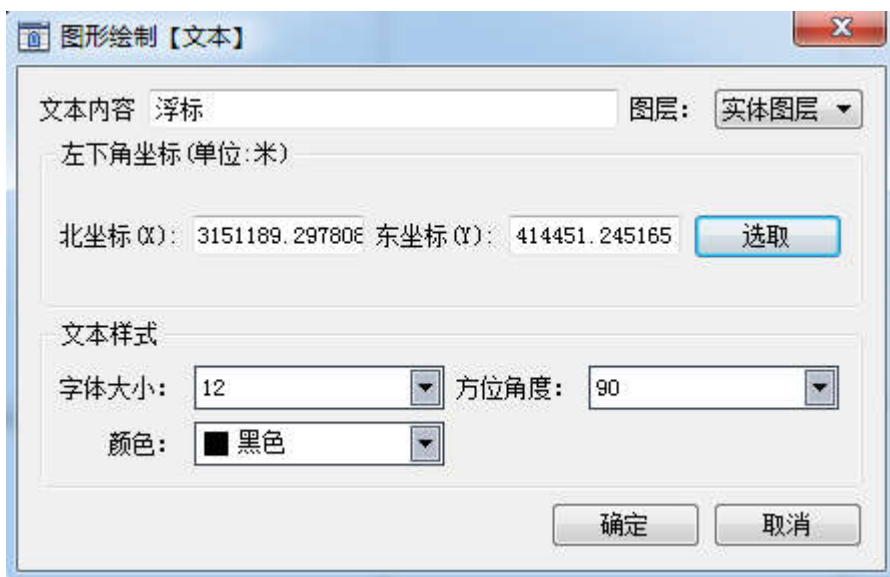 图形绘制【文本】
文本内容 浮标 图层： 实体图层
左下角坐标(单位:米)
北坐标(X): 3151189.297808 东坐标(Y): 414451.245165 选取
文本样式
字体大小： 12 方位角度： 90
颜色： 黑色
确定 取消